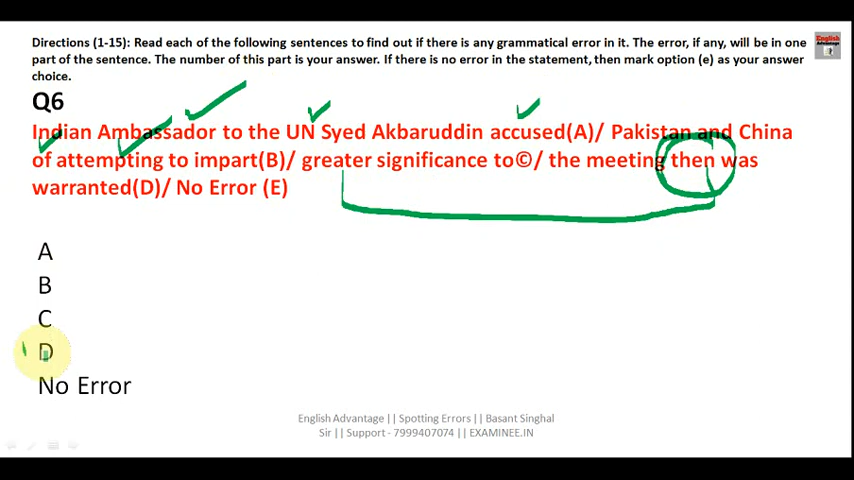 Directions (1-15): Read each of the following sentences to find out if there is any grammatical error in it. The error, if any, will be in one
part of the sentence. The number of this part is your answer. If there is no error in the statement, then mark option (e) as your answer
choice.
English
Advantage
Q6
Indian Ambassador to the UN Syed Akbaruddin accused(A)/ Pakistan and China
of attempting to impart(B)/ greater significance to©/ the meeting then was
warranted(D)/ No Error (E)
A
B
C
D
No Error
English Advantage || Spotting Errors || Basant Singhal
Sir || Support - 7999407074 || EXAMINEE.IN